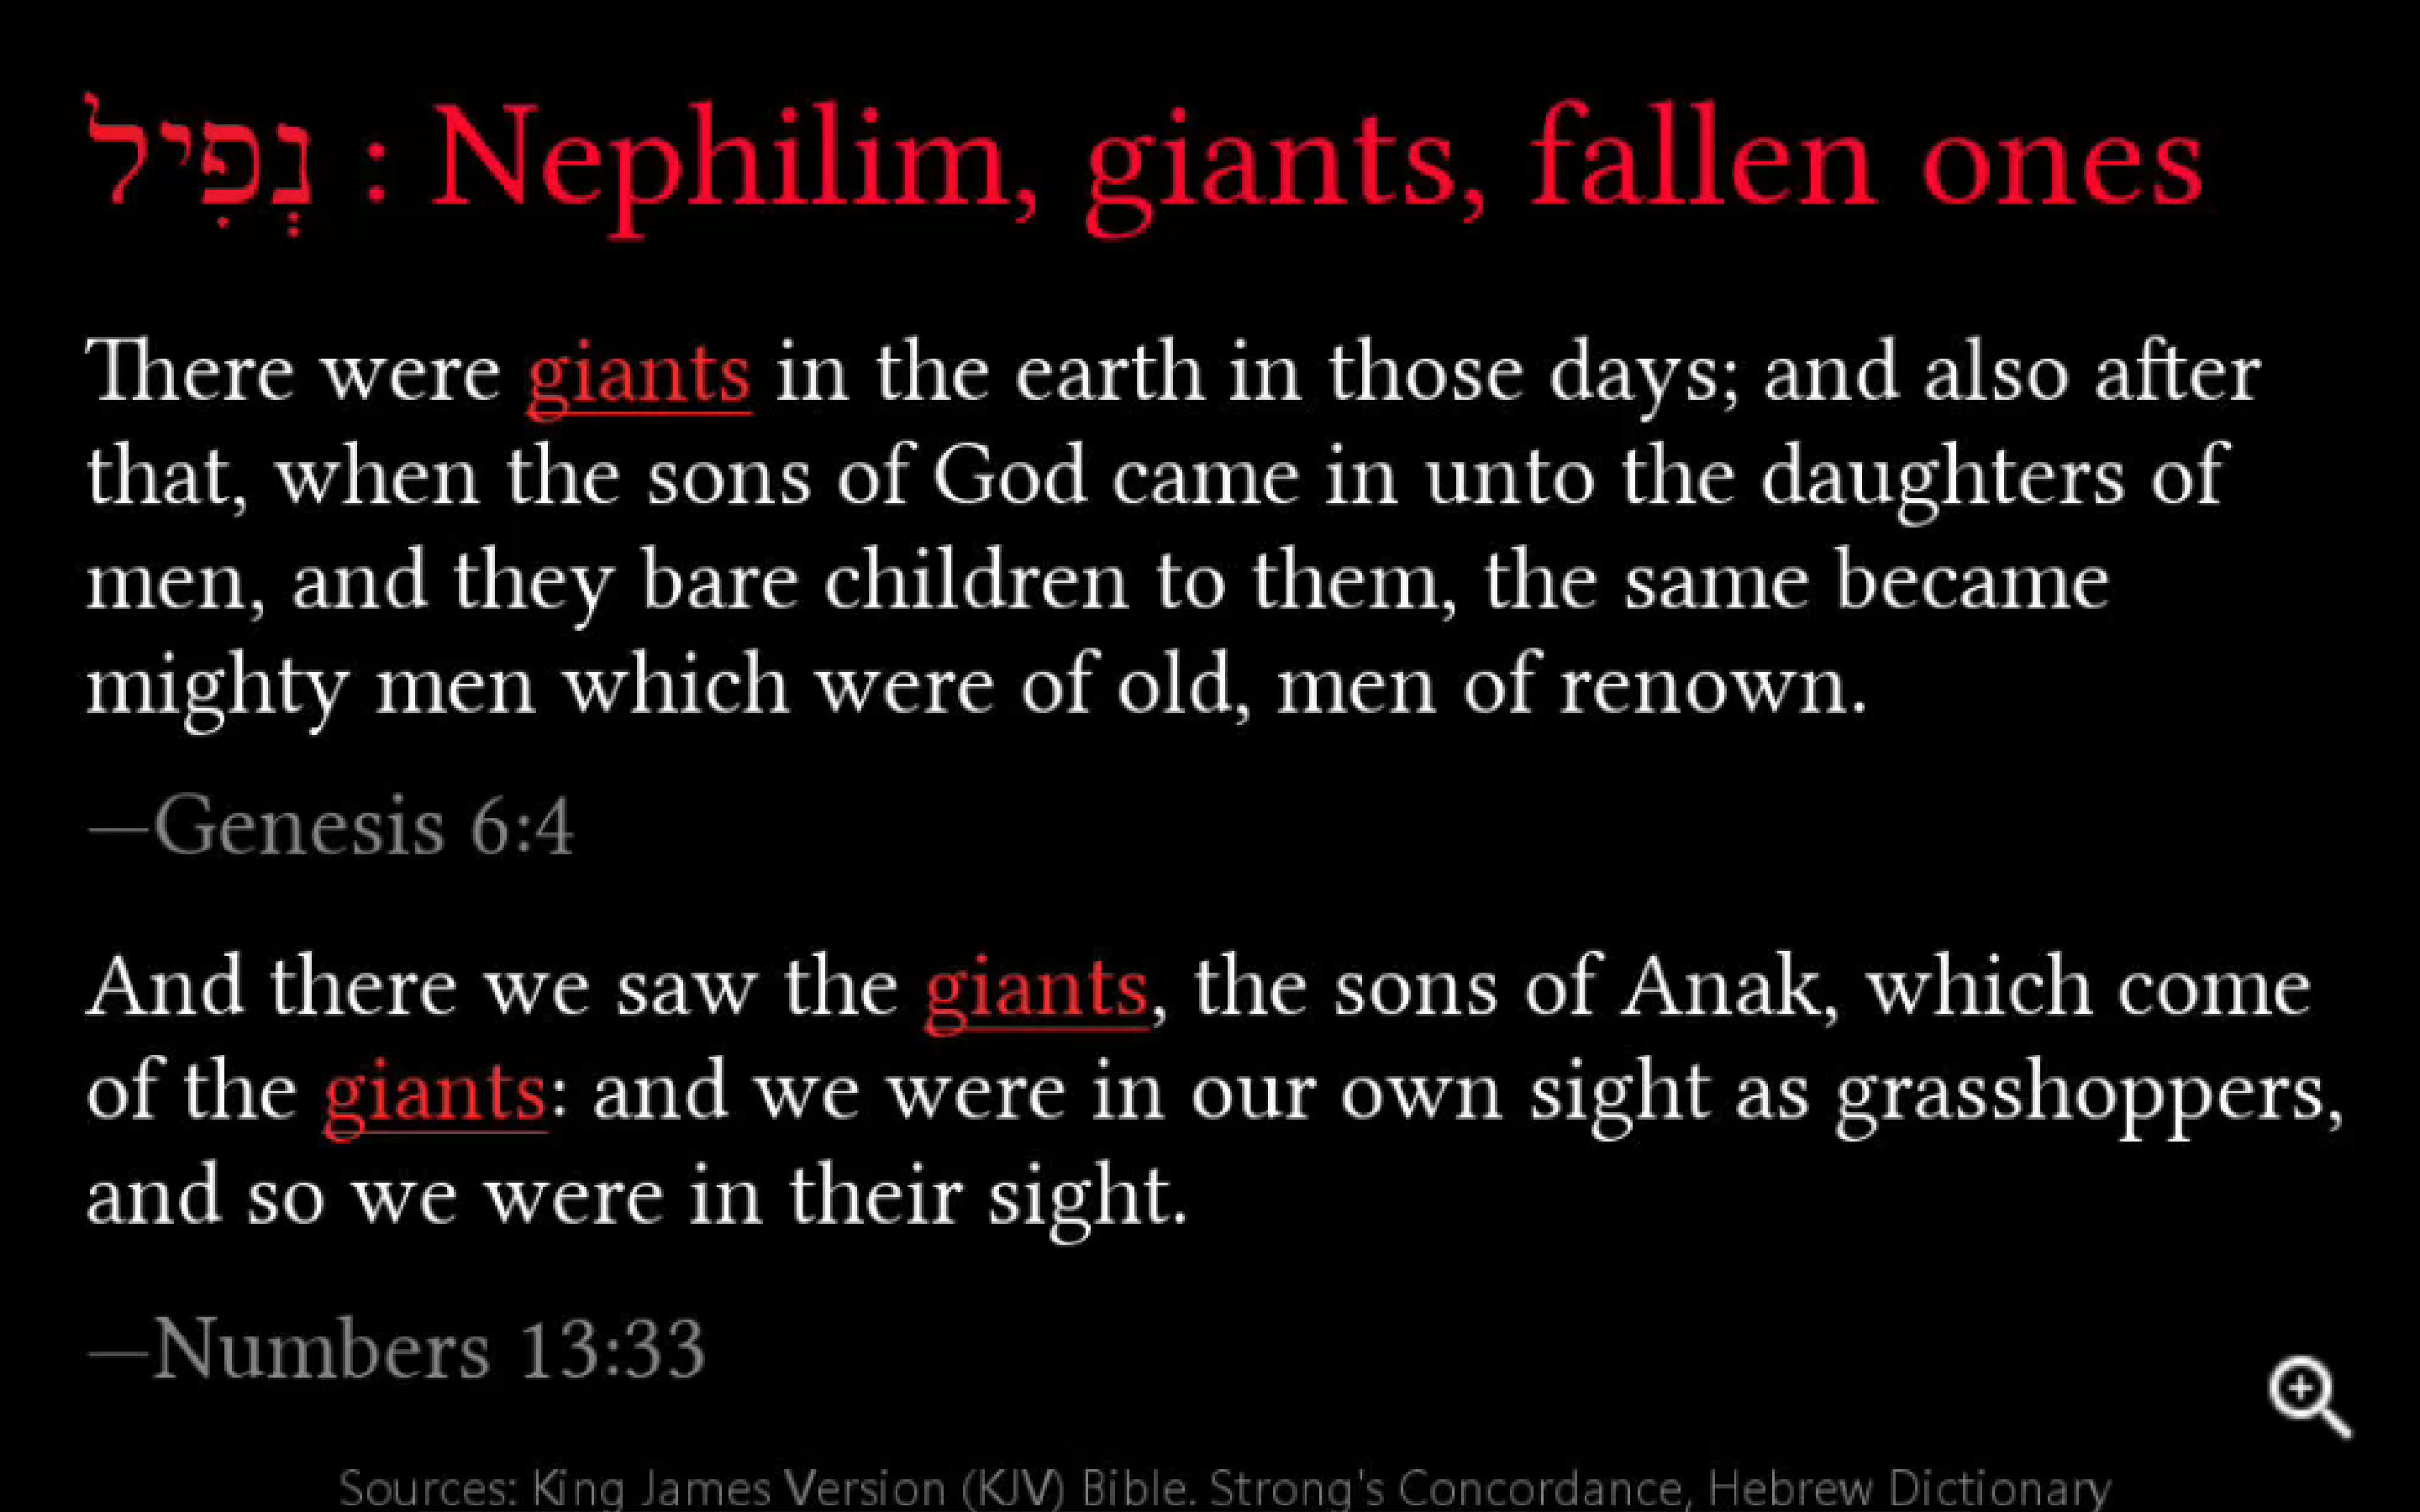 נְפִיל : Nephilim, giants, fallen ones
There were giants in the earth in those days; and also after
that, when the sons of God came in unto the daughters of
men, and they bare children to them, the same became
mighty men which were of old, men of renown.
—Genesis 6:4
And there we saw the giants, the sons of Anak, which come
of the giants: and we were in our own sight as grasshoppers,
and so we were in their sight.
—Numbers 13:33
Sources: King James Version (KJV) Bible. Strong's Concordance, Hebrew Dictionary